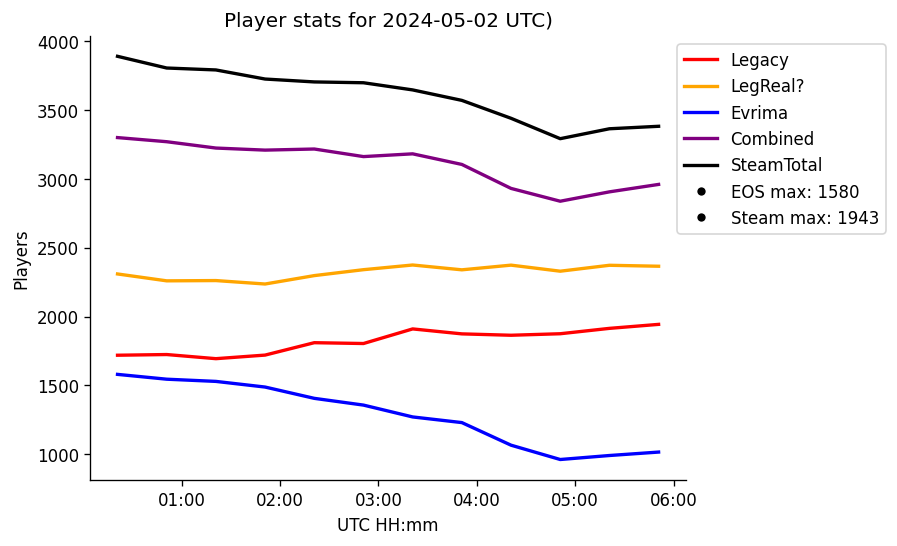 Player stats for 2024-05-02 UTC)
4000
3500
3000
2500
2000
1500
1000
Players
01:00
02:00
03:00
04:00
05:00
06:00
UTC HH:mm
Legacy
LegReal?
Evrima
Combined
SteamTotal
EOS max: 1580
Steam max: 1943